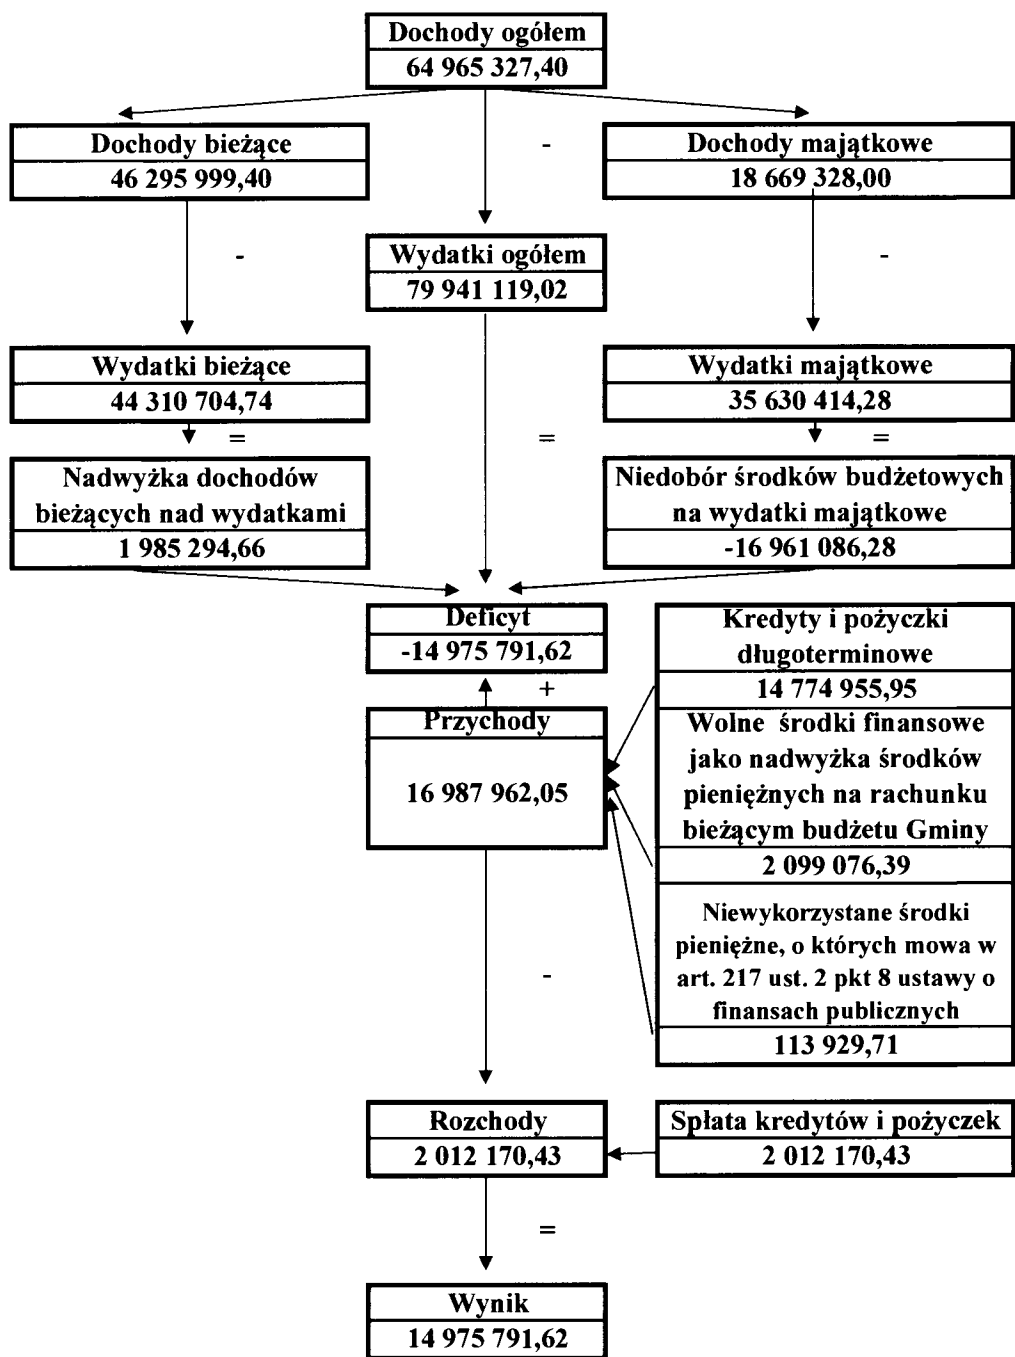 Dochody ogółem
64 965 327,40
Dochody bieżące
46 295 999,40
-
Dochody majątkowe
18 669 328,00
-
Wydatki ogółem
79 941 119,02
-
Wydatki bieżące
44 310 704,74
Wydatki majątkowe
35 630 414,28
=
=
=
Nadwyżka dochodów
bieżących nad wydatkami
1 985 294,66
Niedobór środków budżetowych
na wydatki majątkowe
-16 961 086,28
Deficyt
-14 975 791,62
+
Przychody
16 987 962,05
Kredyty i pożyczki
długoterminowe
14 774 955,95
Wolne środki finansowe
jako nadwyżka środków
pieniężnych na rachunku
bieżącym budżetu Gminy
2 099 076,39
Niewykorzystane środki
pieniężne, o których mowa w
art. 217 ust. 2 pkt 8 ustawy o
finansach publicznych
113 929,71
-
Rozchody
2 012 170,43
Spłata kredytów i pożyczek
2 012 170,43
=
Wynik
14 975 791,62